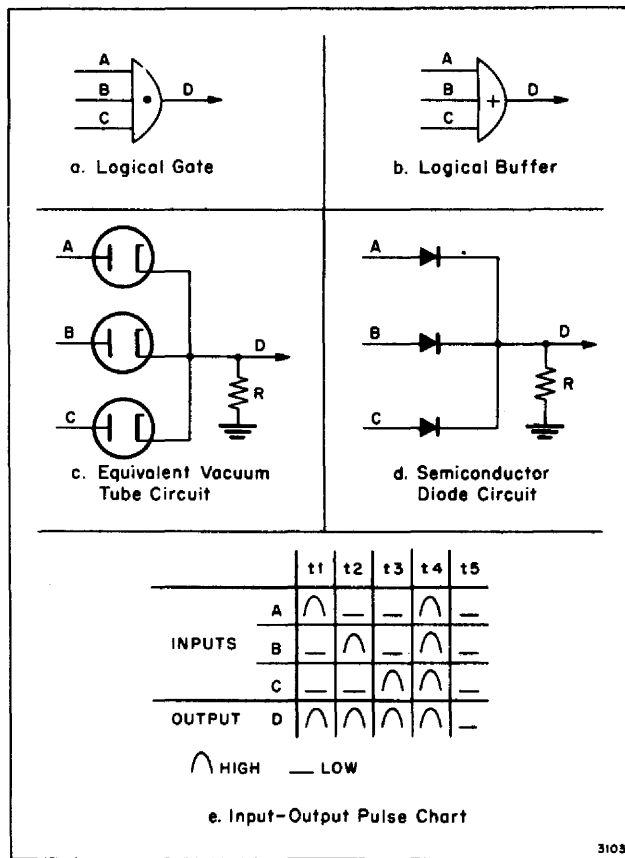 A
B
C
D
a. Logical Gate
A
B
C
+
D
b. Logical Buffer
A
B
C
D
R
c. Equivalent Vacuum
Tube Circuit
A
B
C
D
R
d. Semiconductor
Diode Circuit
t1 t2 t3 t4 t5
INPUTS
A
B
C
OUTPUT D
HIGH LOW
e. Input-Output Pulse Chart
3103